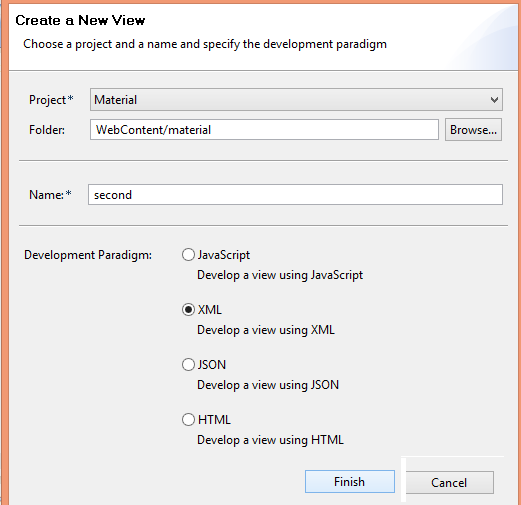 Create a New View
Choose a project and a name and specify the development paradigm
Project* Material
Folder: WebContent/material Browse...
Name:* second
Development Paradigm: JavaScript
Develop a view using JavaScript
XML
Develop a view using XML
JSON
Develop a view using JSON
HTML
Develop a view using HTML
Finish Cancel